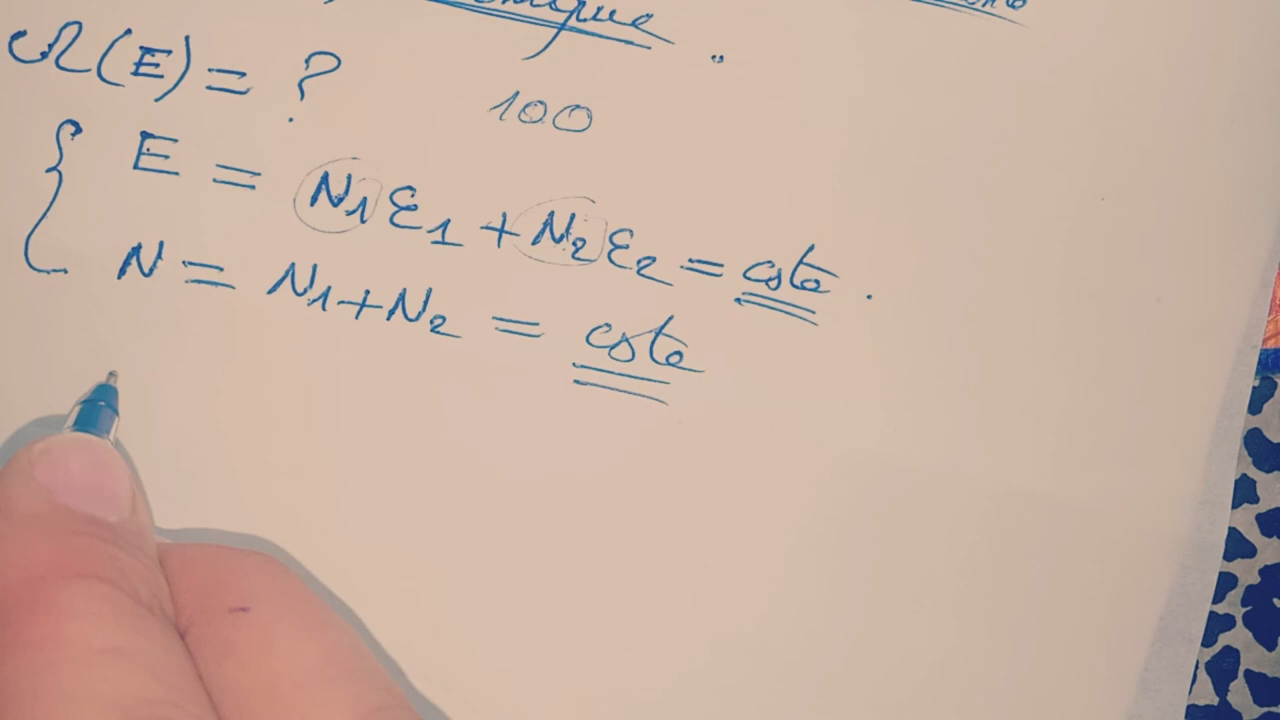 Ω(E) = ?
100
E = N1 ε1 + N2 ε2 = cste.
N = N1 + N2 = cste